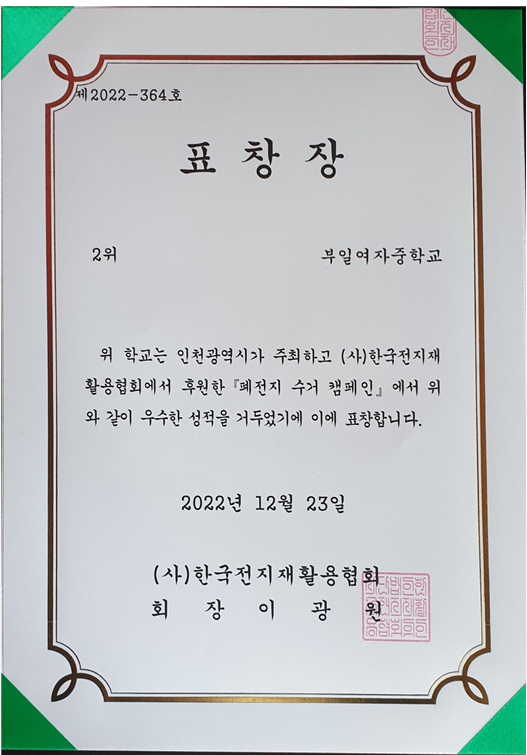 제2022-364호
표 창 장
2위 부일여자중학교
위 학교는 인천광역시가 주최하고 (사)한국전지재
활용협회에서 후원한 『폐전지 수거 캠페인』 에서 위
와 같이 우수한 성적을 거두었기에 이에 표창합니다.
2022년 12월 23일
(사)한국전지재활용협회
회 장 이 광 원